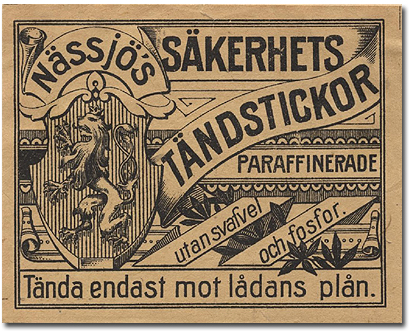 Nässjö's
SÄKERHETS
TÄNDSTICKOR
PARAFFINERADE
utan svafvel
och fosfor.
Tända endast mot lådans plån.